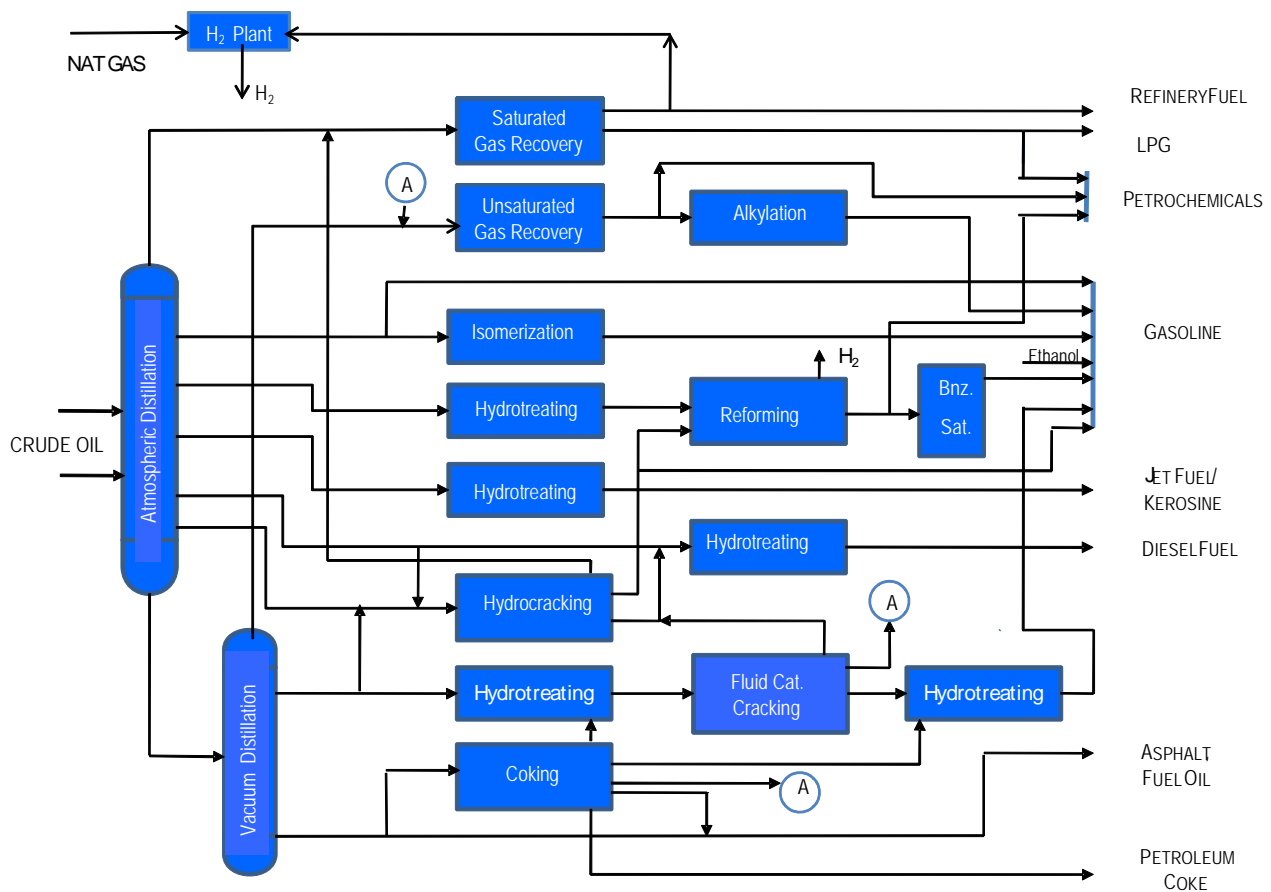 H₂ Plant
NAT GAS
H₂
Saturated
Gas Recovery
REFINERY FUEL
LPG
A
Unsaturated
Gas Recovery
Alkylation
PETROCHEMICALS
Isomerization
GASOLINE
Ethanol
H₂
Hydrotreating
Reforming
Bnz.
Sat.
Atmospheric Distillation
CRUDE OIL
Hydrotreating
JET FUEL/
KEROSINE
Hydrotreating
DIESEL FUEL
Hydrocracking
A
Vacuum Distillation
Hydrotreating
Fluid Cat.
Cracking
Hydrotreating
Coking
A
ASPHALT,
FUEL OIL
PETROLEUM
COKE